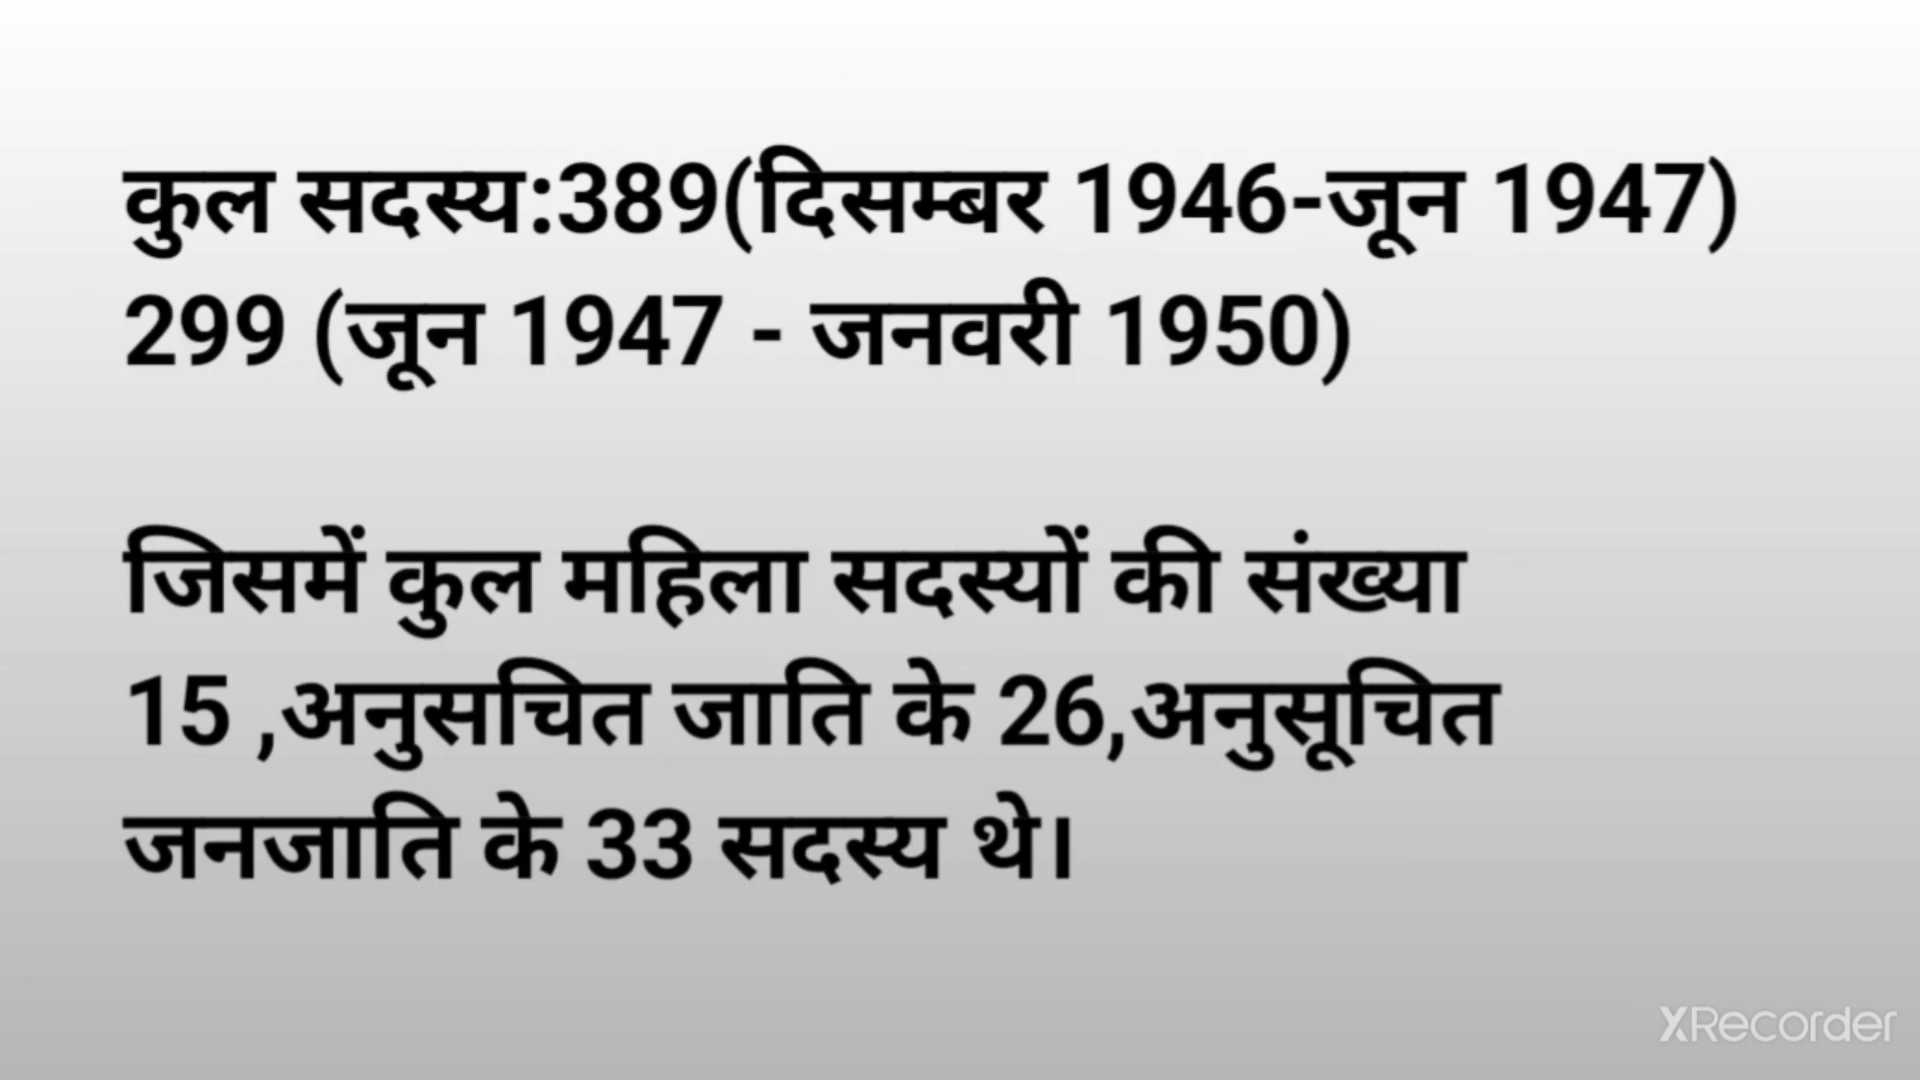 कुल सदस्य:389(दिसम्बर 1946-जून 1947)
299 (जून 1947 - जनवरी 1950)
जिसमें कुल महिला सदस्यों की संख्या
15 ,अनुसचित जाति के 26,अनुसूचित
जनजाति के 33 सदस्य थे।
XRecorder